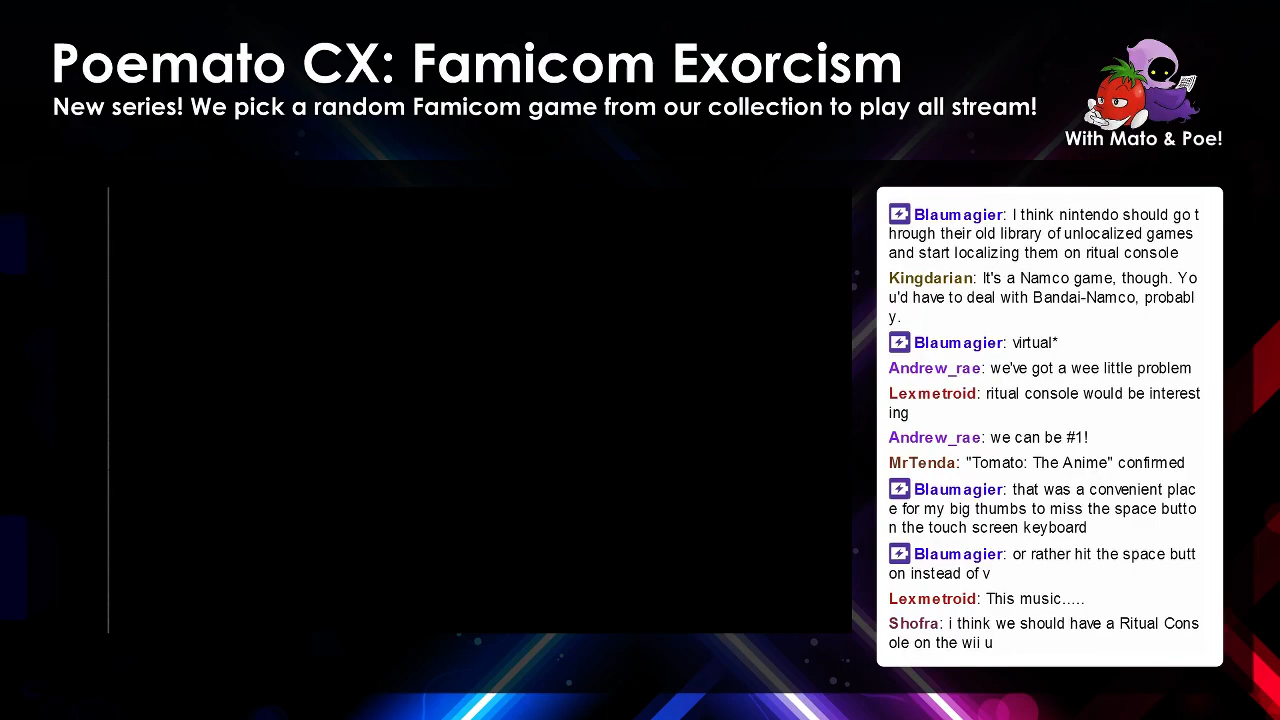 Poemato CX: Famicom Exorcism
New series! We pick a random Famicom game from our collection to play all stream!
With Mato & Poe!
Blaumagier: I think nintendo should go t
hrough their old library of unlocalized games
and start localizing them on ritual console
Kingdarian: It's a Namco game, though. Yo
u'd have to deal with Bandai-Namco, probabl
y.
Blaumagier: virtual*
Andrew_rae: we've got a wee little problem
Lexmetroid: ritual console would be interest
ing
Andrew_rae: we can be #1!
MrTenda: "Tomato: The Anime" confirmed
Blaumagier: that was a convenient plac
e for my big thumbs to miss the space butto
n the touch screen keyboard
Blaumagier: or rather hit the space butt
on instead of v
Lexmetroid: This music.....
Shofra: i think we should have a Ritual Cons
ole on the wii u